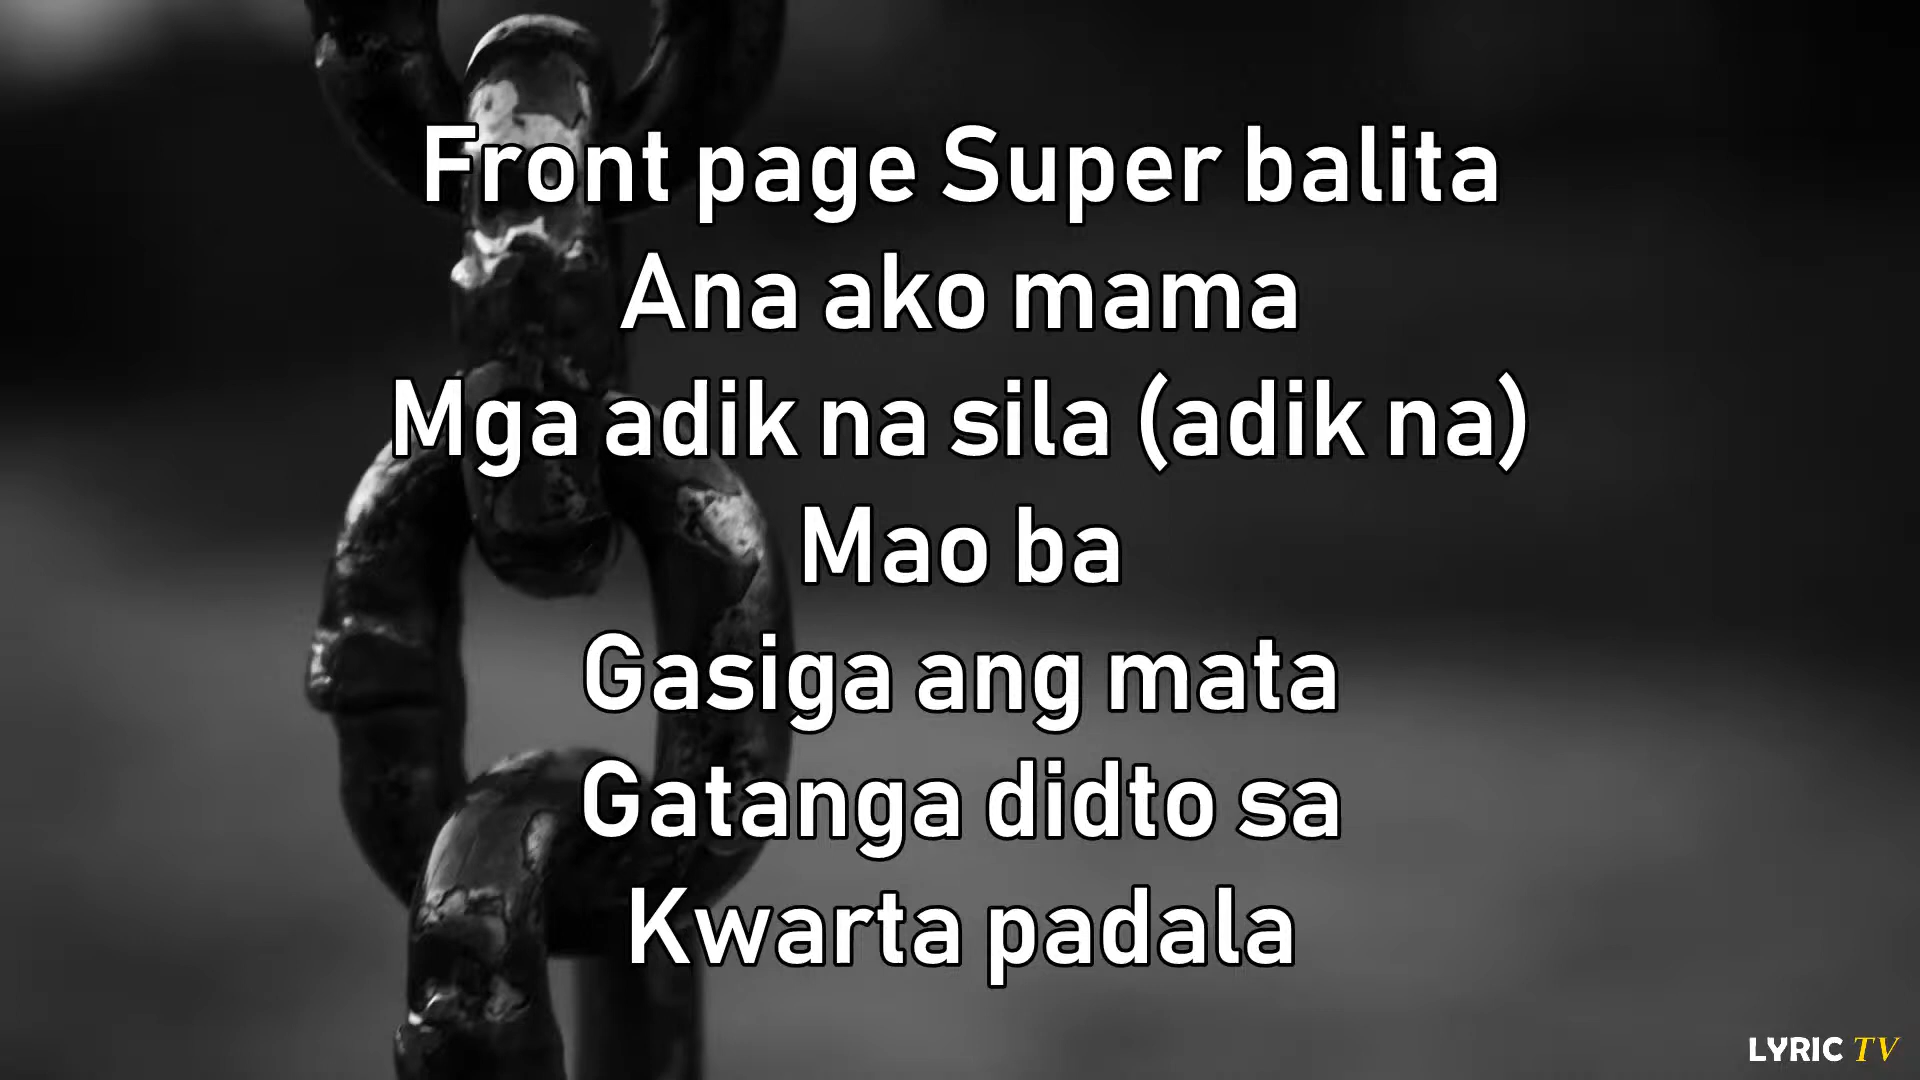 Front page Super balita
Ana ako mama
Mga adik na sila (adik na)
Mao ba
Gasiga ang mata
Gatanga didto sa
Kwarta padala
LYRIC TV